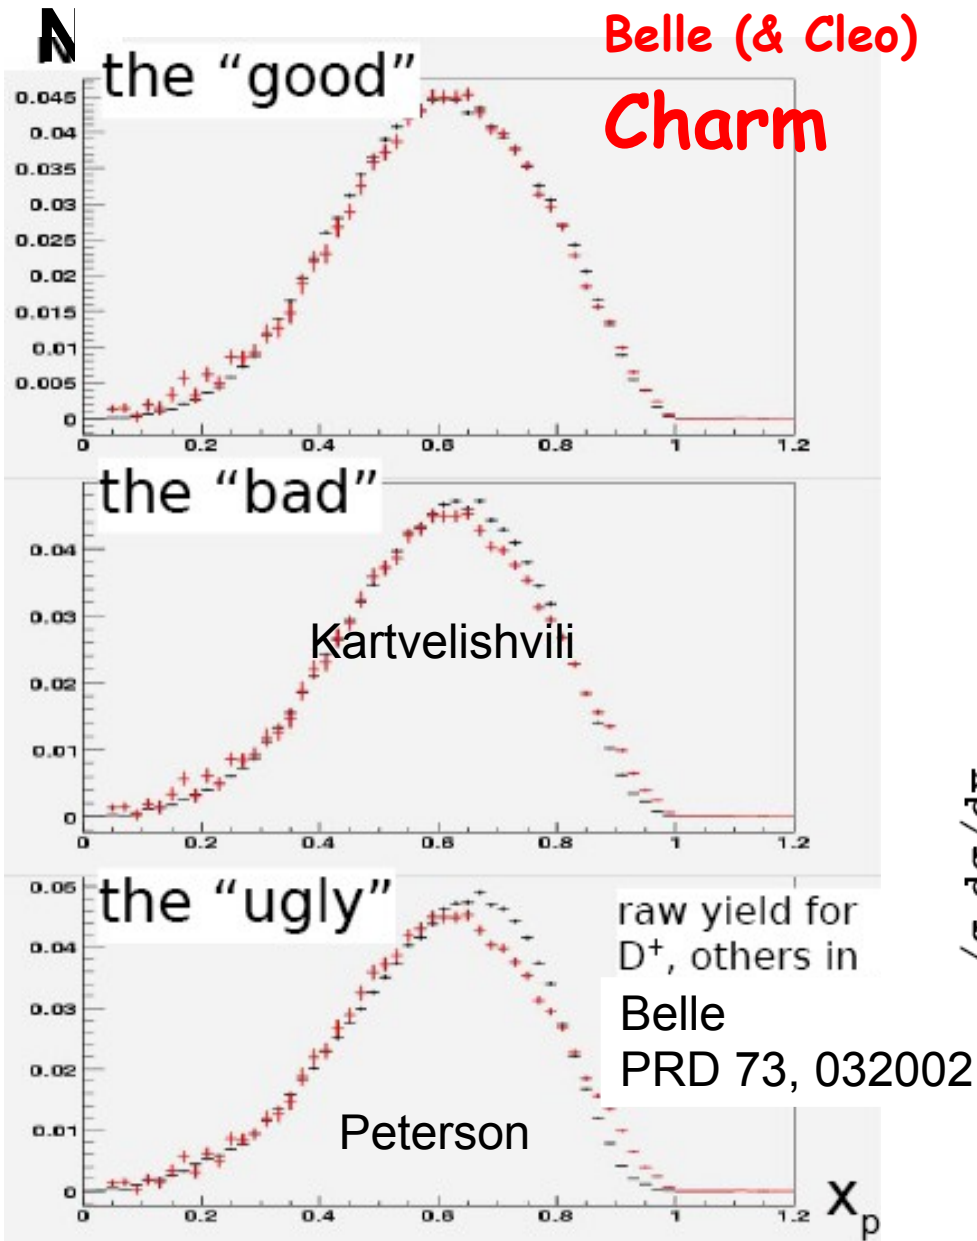 N
Belle (& Cleo)
Charm
the “good”
0.045
0.04
0.035
0.03
0.025
0.02
0.015
0.01
0.005
0
0 0.2 0.4 0.6 0.8 1 1.2
the “bad”
0.04
0.03
0.02
0.01
0
Kartvelishvili
0 0.2 0.4 0.6 0.8 1 1.2
the “ugly”
0.05
0.04
0.03
0.02
0.01
0
raw yield for
D⁺, others in
Belle
PRD 73, 032002
Peterson
0 0.2 0.4 0.6 0.8 1 1.2
xₚ